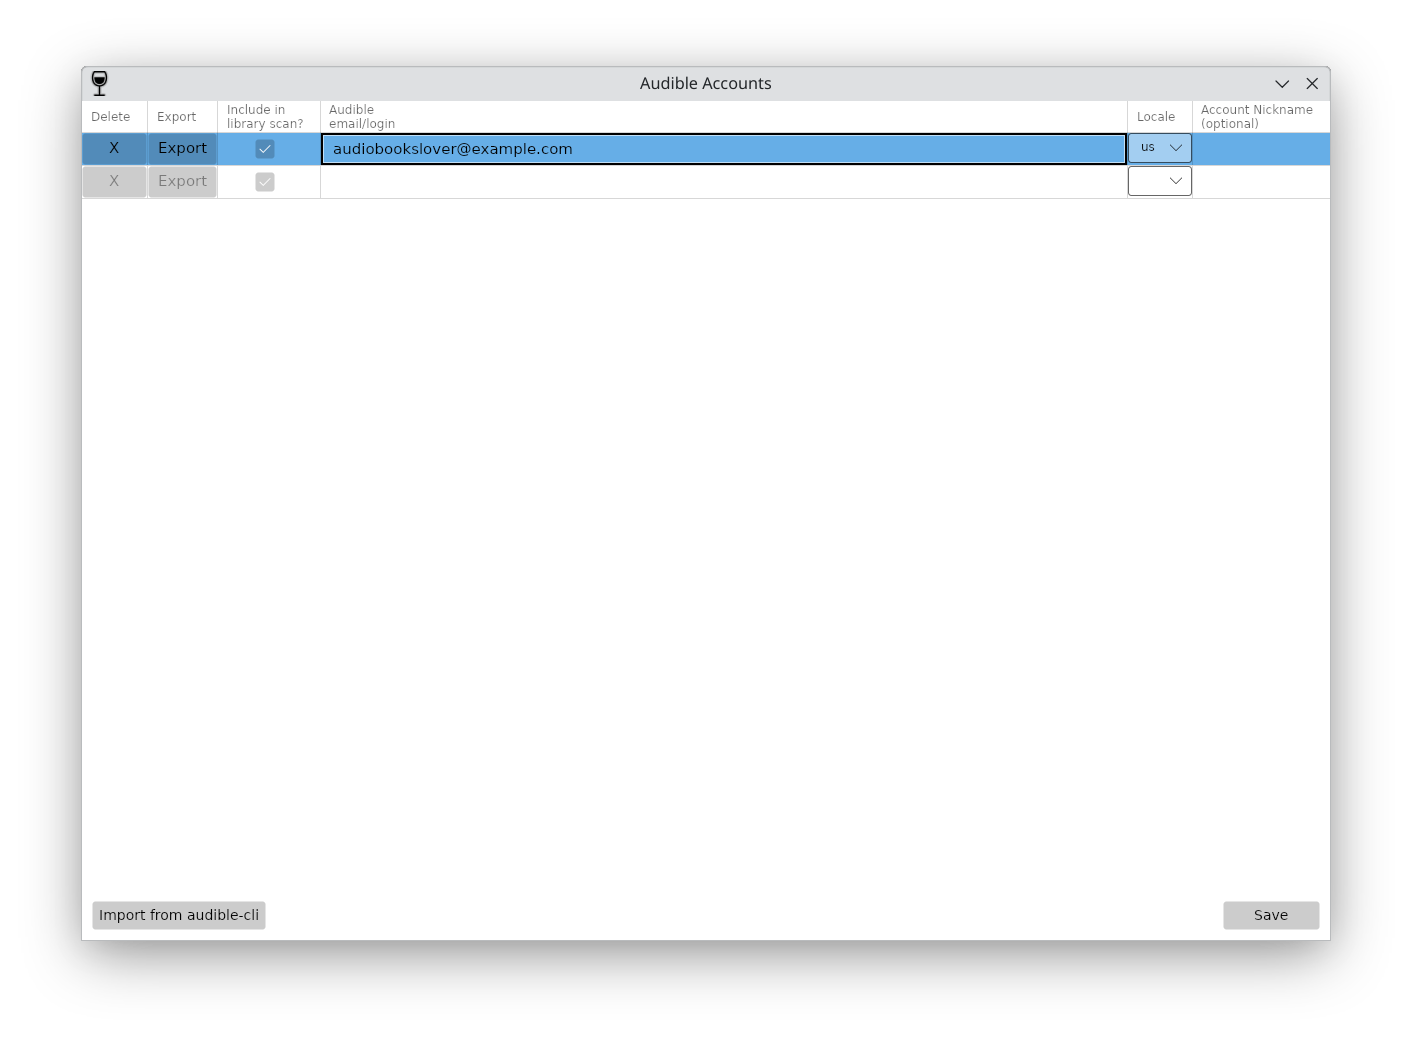 Audible Accounts
Delete
Export
Include in
library scan?
Audible
email/login
Locale
Account Nickname
(optional)
X
Export
audiobookslover@example.com
us
X
Export
Import from audible-cli
Save